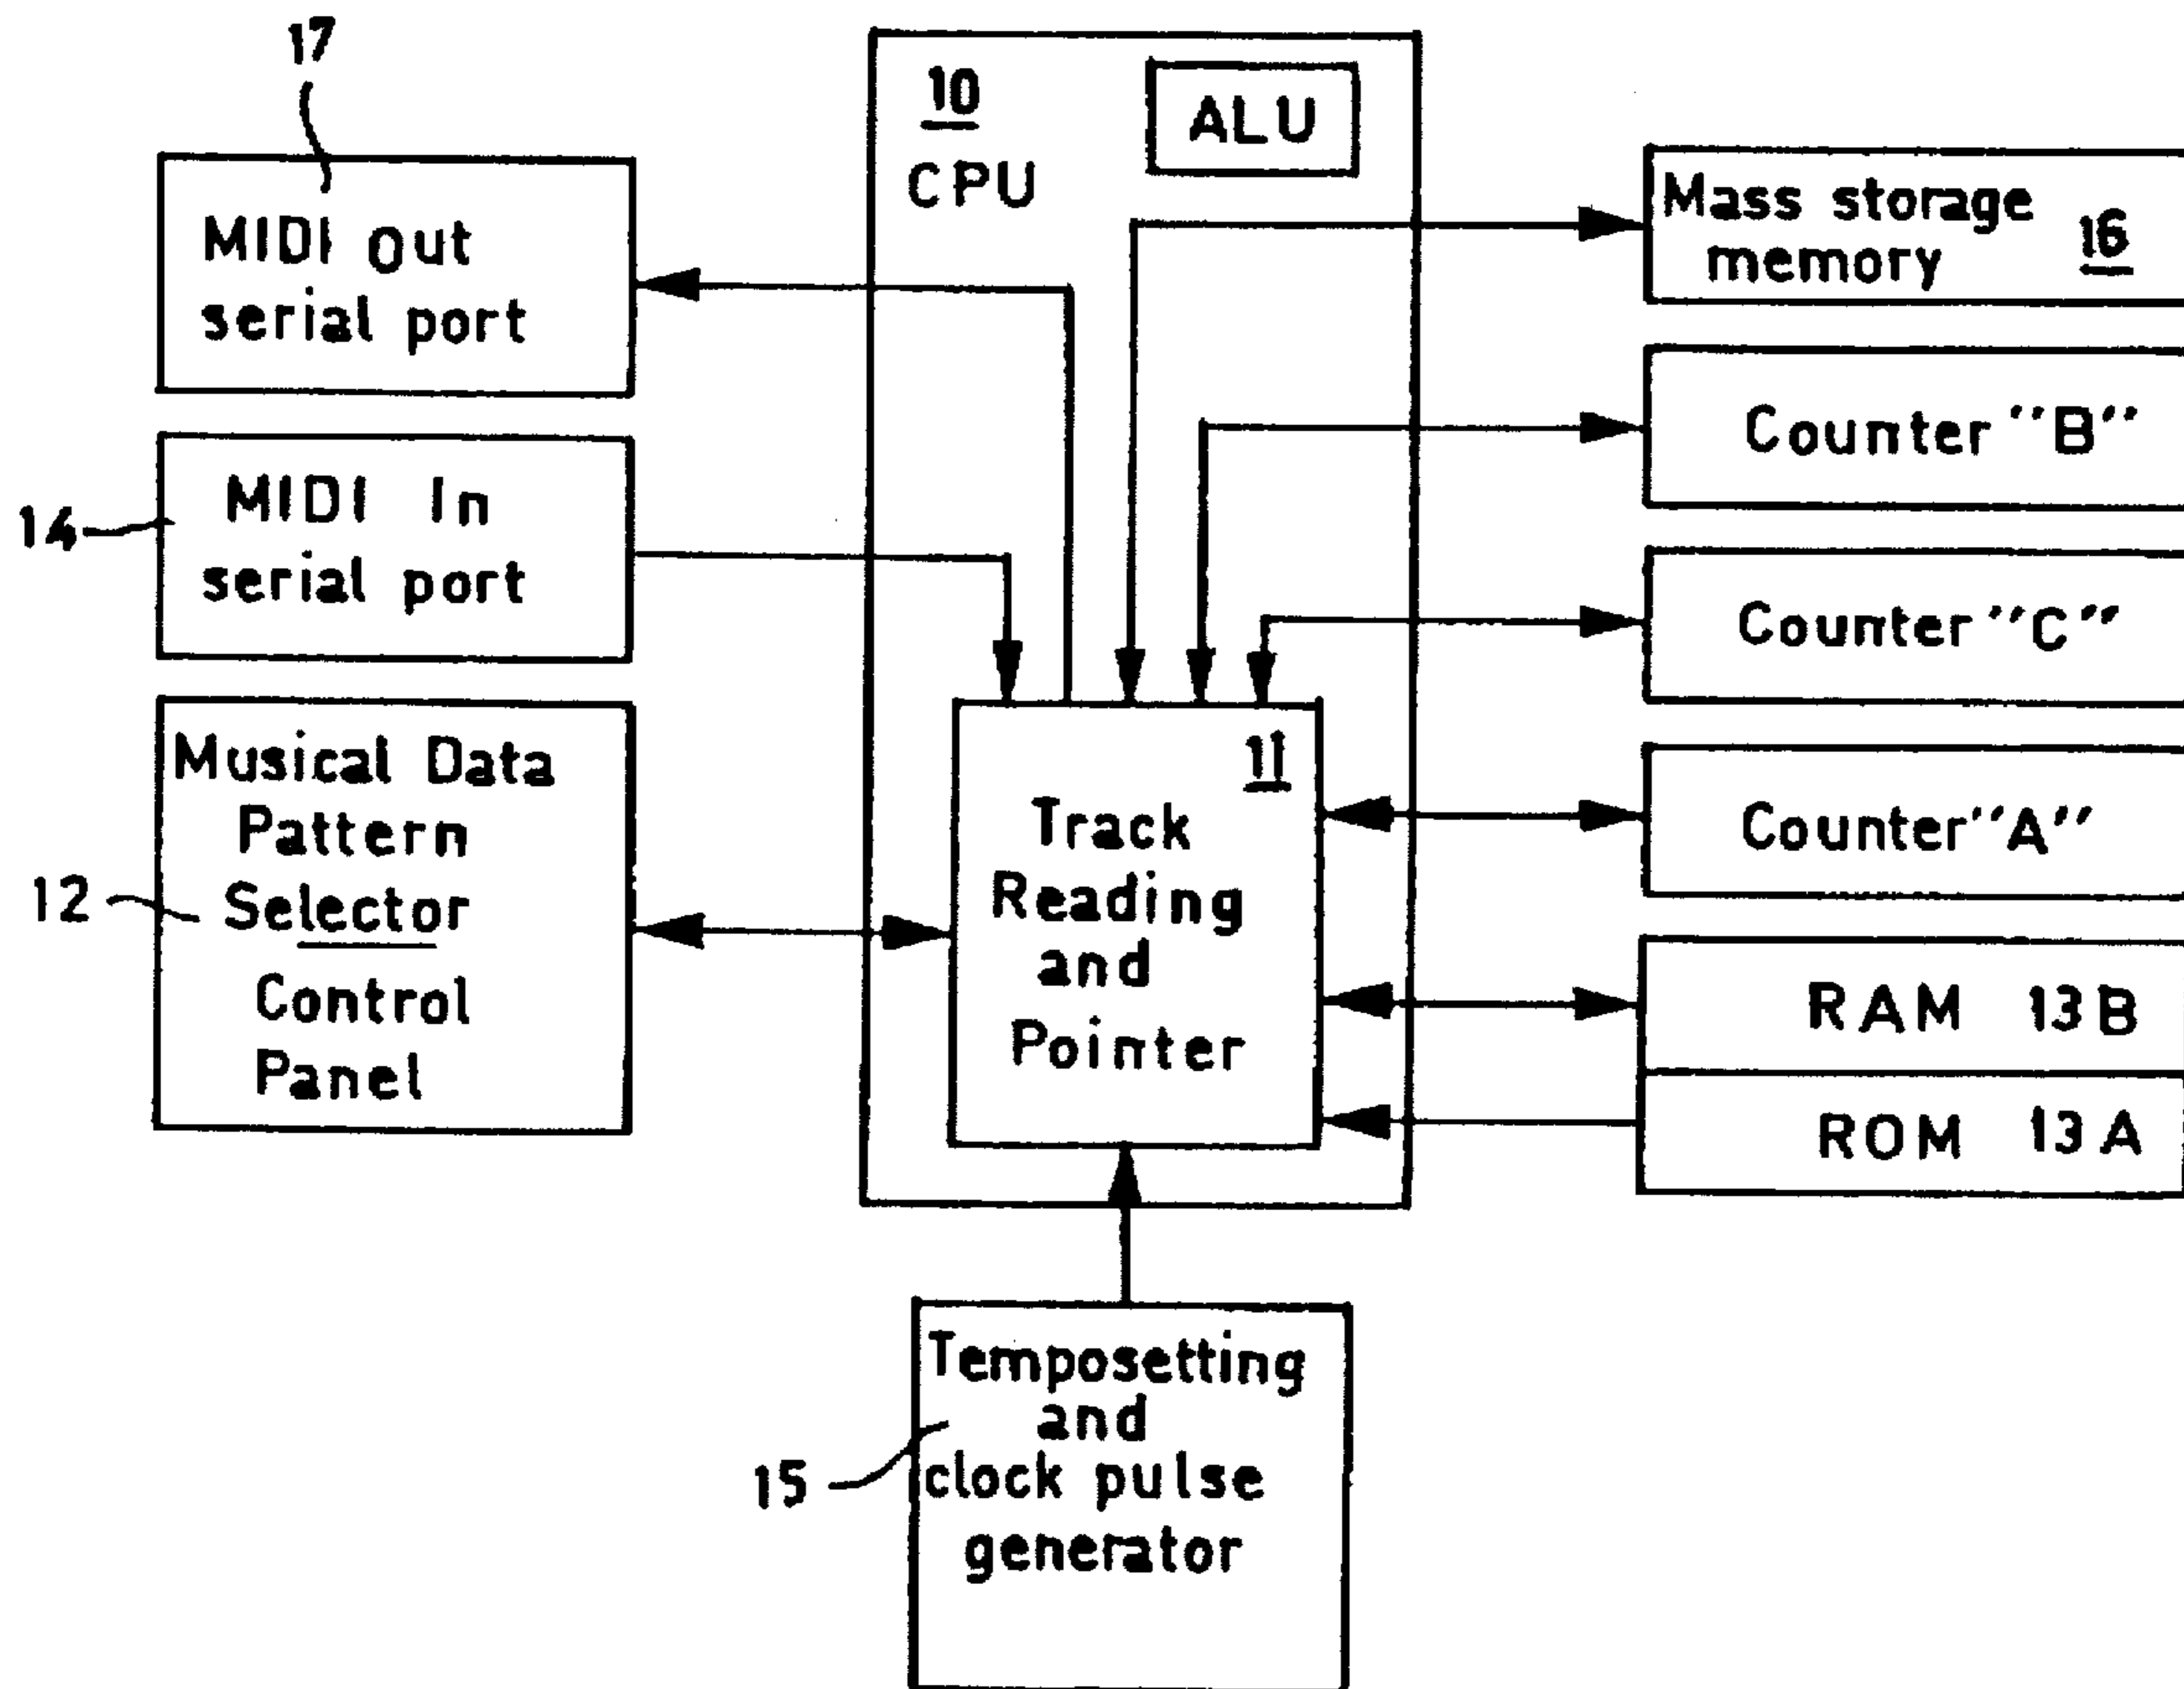 17
MIDI Out
serial port
14
MIDI In
serial port
12
Musical Data
Pattern
Selector
Control
Panel
10
CPU
ALU
11
Track
Reading
and
Pointer
Mass storage
memory 16
Counter "B"
Counter "C"
Counter "A"
RAM 13B
ROM 13A
15
Temposetting
and
clock pulse
generator